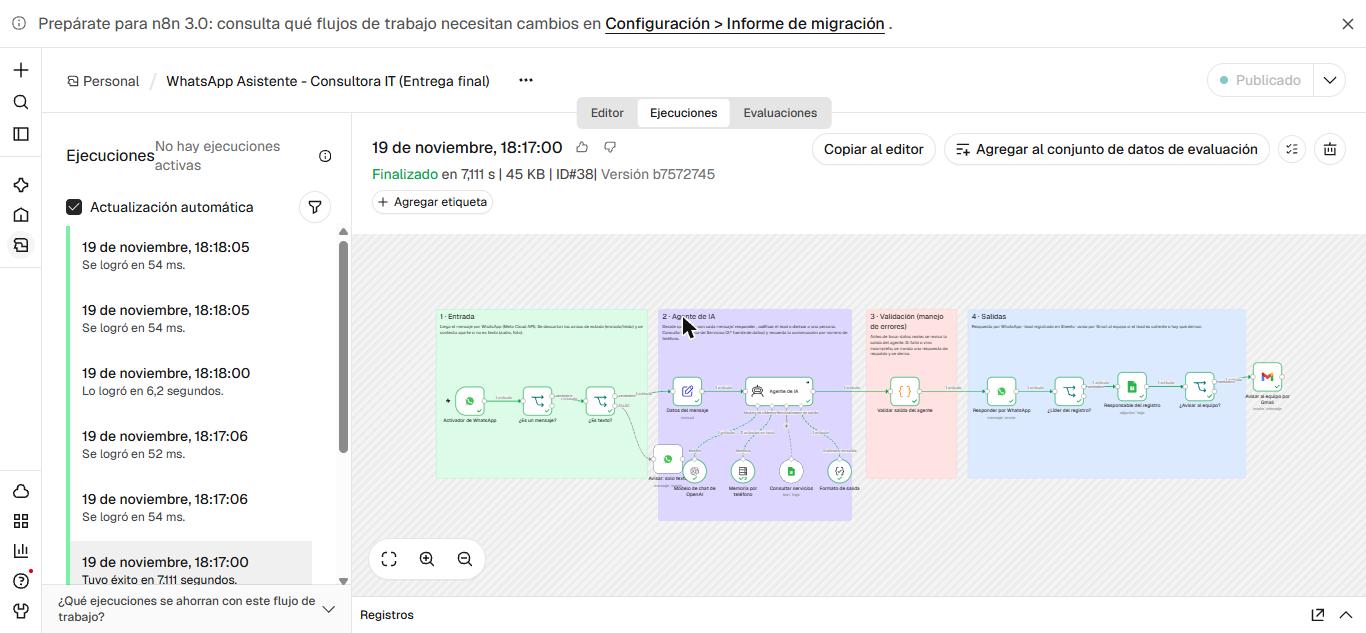 Prepárate para n8n 3.0: consulta qué flujos de trabajo necesitan cambios en Configuración > Informe de migración .
Personal / WhatsApp Asistente - Consultora IT (Entrega final) ...
Publicado
Editor Ejecuciones Evaluaciones
Ejecuciones
No hay ejecuciones activas
Actualización automática
19 de noviembre, 18:18:05
Se logró en 54 ms.
19 de noviembre, 18:18:05
Se logró en 54 ms.
19 de noviembre, 18:18:00
Lo logró en 6,2 segundos.
19 de noviembre, 18:17:06
Se logró en 52 ms.
19 de noviembre, 18:17:06
Se logró en 54 ms.
19 de noviembre, 18:17:00
Tuvo éxito en 7,111 segundos.
¿Qué ejecuciones se ahorran con este flujo de trabajo?
19 de noviembre, 18:17:00
Finalizado en 7,111 s | 45 KB | ID#38| Versión b7572745
+ Agregar etiqueta
Copiar al editor
Agregar al conjunto de datos de evaluación
1 · Entrada
Activador de WhatsApp
¿Es un mensaje?
¿Es texto?
2 · Agente de IA
Datos del mensaje
Agente de IA
Modelo de chat de OpenAI
Memoria por teléfono
Consultar servicios
Formato de salida
3 · Validación (manejo de errores)
Validar salida del agente
4 · Salidas
Responder por WhatsApp
¿Líder del registro?
Responsable del registro
¿Avisar al equipo?
Avisar al equipo por Gmail
Registros